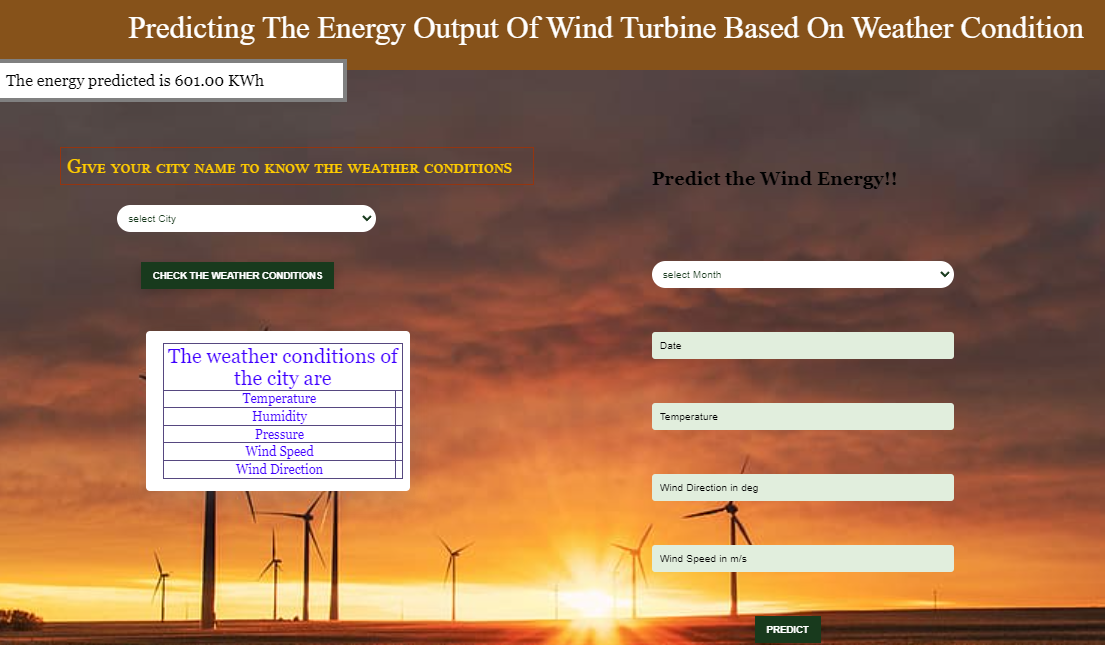 Predicting The Energy Output Of Wind Turbine Based On Weather Condition
The energy predicted is 601.00 KWh
Give your city name to know the weather conditions
select City
CHECK THE WEATHER CONDITIONS
The weather conditions of
the city are
Temperature
Humidity
Pressure
Wind Speed
Wind Direction
Predict the Wind Energy!!
select Month
Date
Temperature
Wind Direction in deg
Wind Speed in m/s
PREDICT